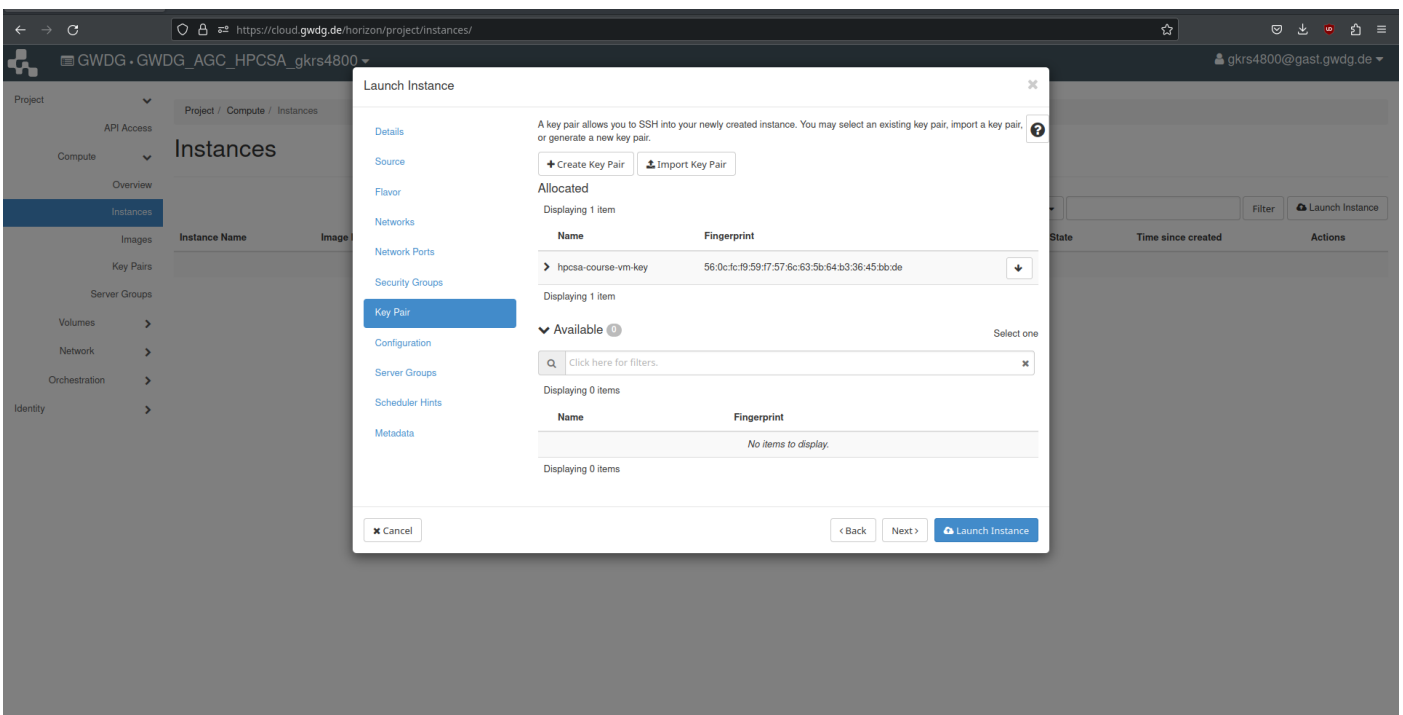 https://cloud.gwdg.de/horizon/project/instances/
GWDG • GWDG_AGC_HPCSA_gkrs4800
gkrs4800@gast.gwdg.de
Project
API Access
Compute
Overview
Instances
Images
Key Pairs
Server Groups
Volumes
Network
Orchestration
Identity
Project / Compute / Instances
Instances
Filter
Launch Instance
Instance Name
Image
State
Time since created
Actions
Launch Instance
Details
Source
Flavor
Networks
Network Ports
Security Groups
Key Pair
Configuration
Server Groups
Scheduler Hints
Metadata
A key pair allows you to SSH into your newly created instance. You may select an existing key pair, import a key pair,
or generate a new key pair.
Create Key Pair
Import Key Pair
Allocated
Displaying 1 item
Name Fingerprint
hpcsa-course-vm-key 56:0c:fc:f9:59:f7:57:6c:63:5b:64:b3:36:45:bb:de
Displaying 1 item
Available 0
Select one
Click here for filters.
Displaying 0 items
Name Fingerprint
No items to display.
Displaying 0 items
Cancel
Back
Next
Launch Instance